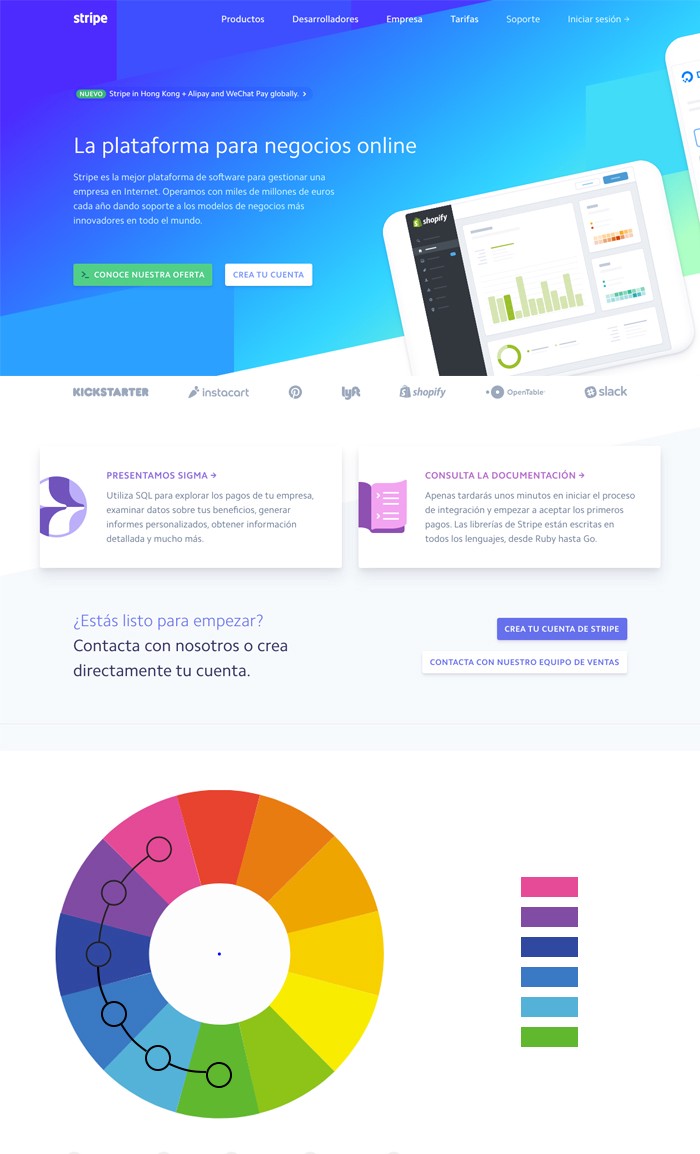 stripe
Productos Desarrolladores Empresa Tarifas Soporte Iniciar sesión →
NUEVO Stripe in Hong Kong + Alipay and WeChat Pay globally. ›
La plataforma para negocios online
Stripe es la mejor plataforma de software para gestionar una
empresa en Internet. Operamos con miles de millones de euros
cada año dando soporte a los modelos de negocios más
innovadores en todo el mundo.
CONOCE NUESTRA OFERTA CREA TU CUENTA
shopify
KICKSTARTER instacart lyft shopify OpenTable slack
PRESENTAMOS SIGMA →
Utiliza SQL para explorar los pagos de tu empresa,
examinar datos sobre tus beneficios, generar
informes personalizados, obtener información
detallada y mucho más.
CONSULTA LA DOCUMENTACIÓN →
Apenas tardarás unos minutos en iniciar el proceso
de integración y empezar a aceptar los primeros
pagos. Las librerías de Stripe están escritas en
todos los lenguajes, desde Ruby hasta Go.
¿Estás listo para empezar?
Contacta con nosotros o crea
directamente tu cuenta.
CREA TU CUENTA DE STRIPE
CONTACTA CON NUESTRO EQUIPO DE VENTAS